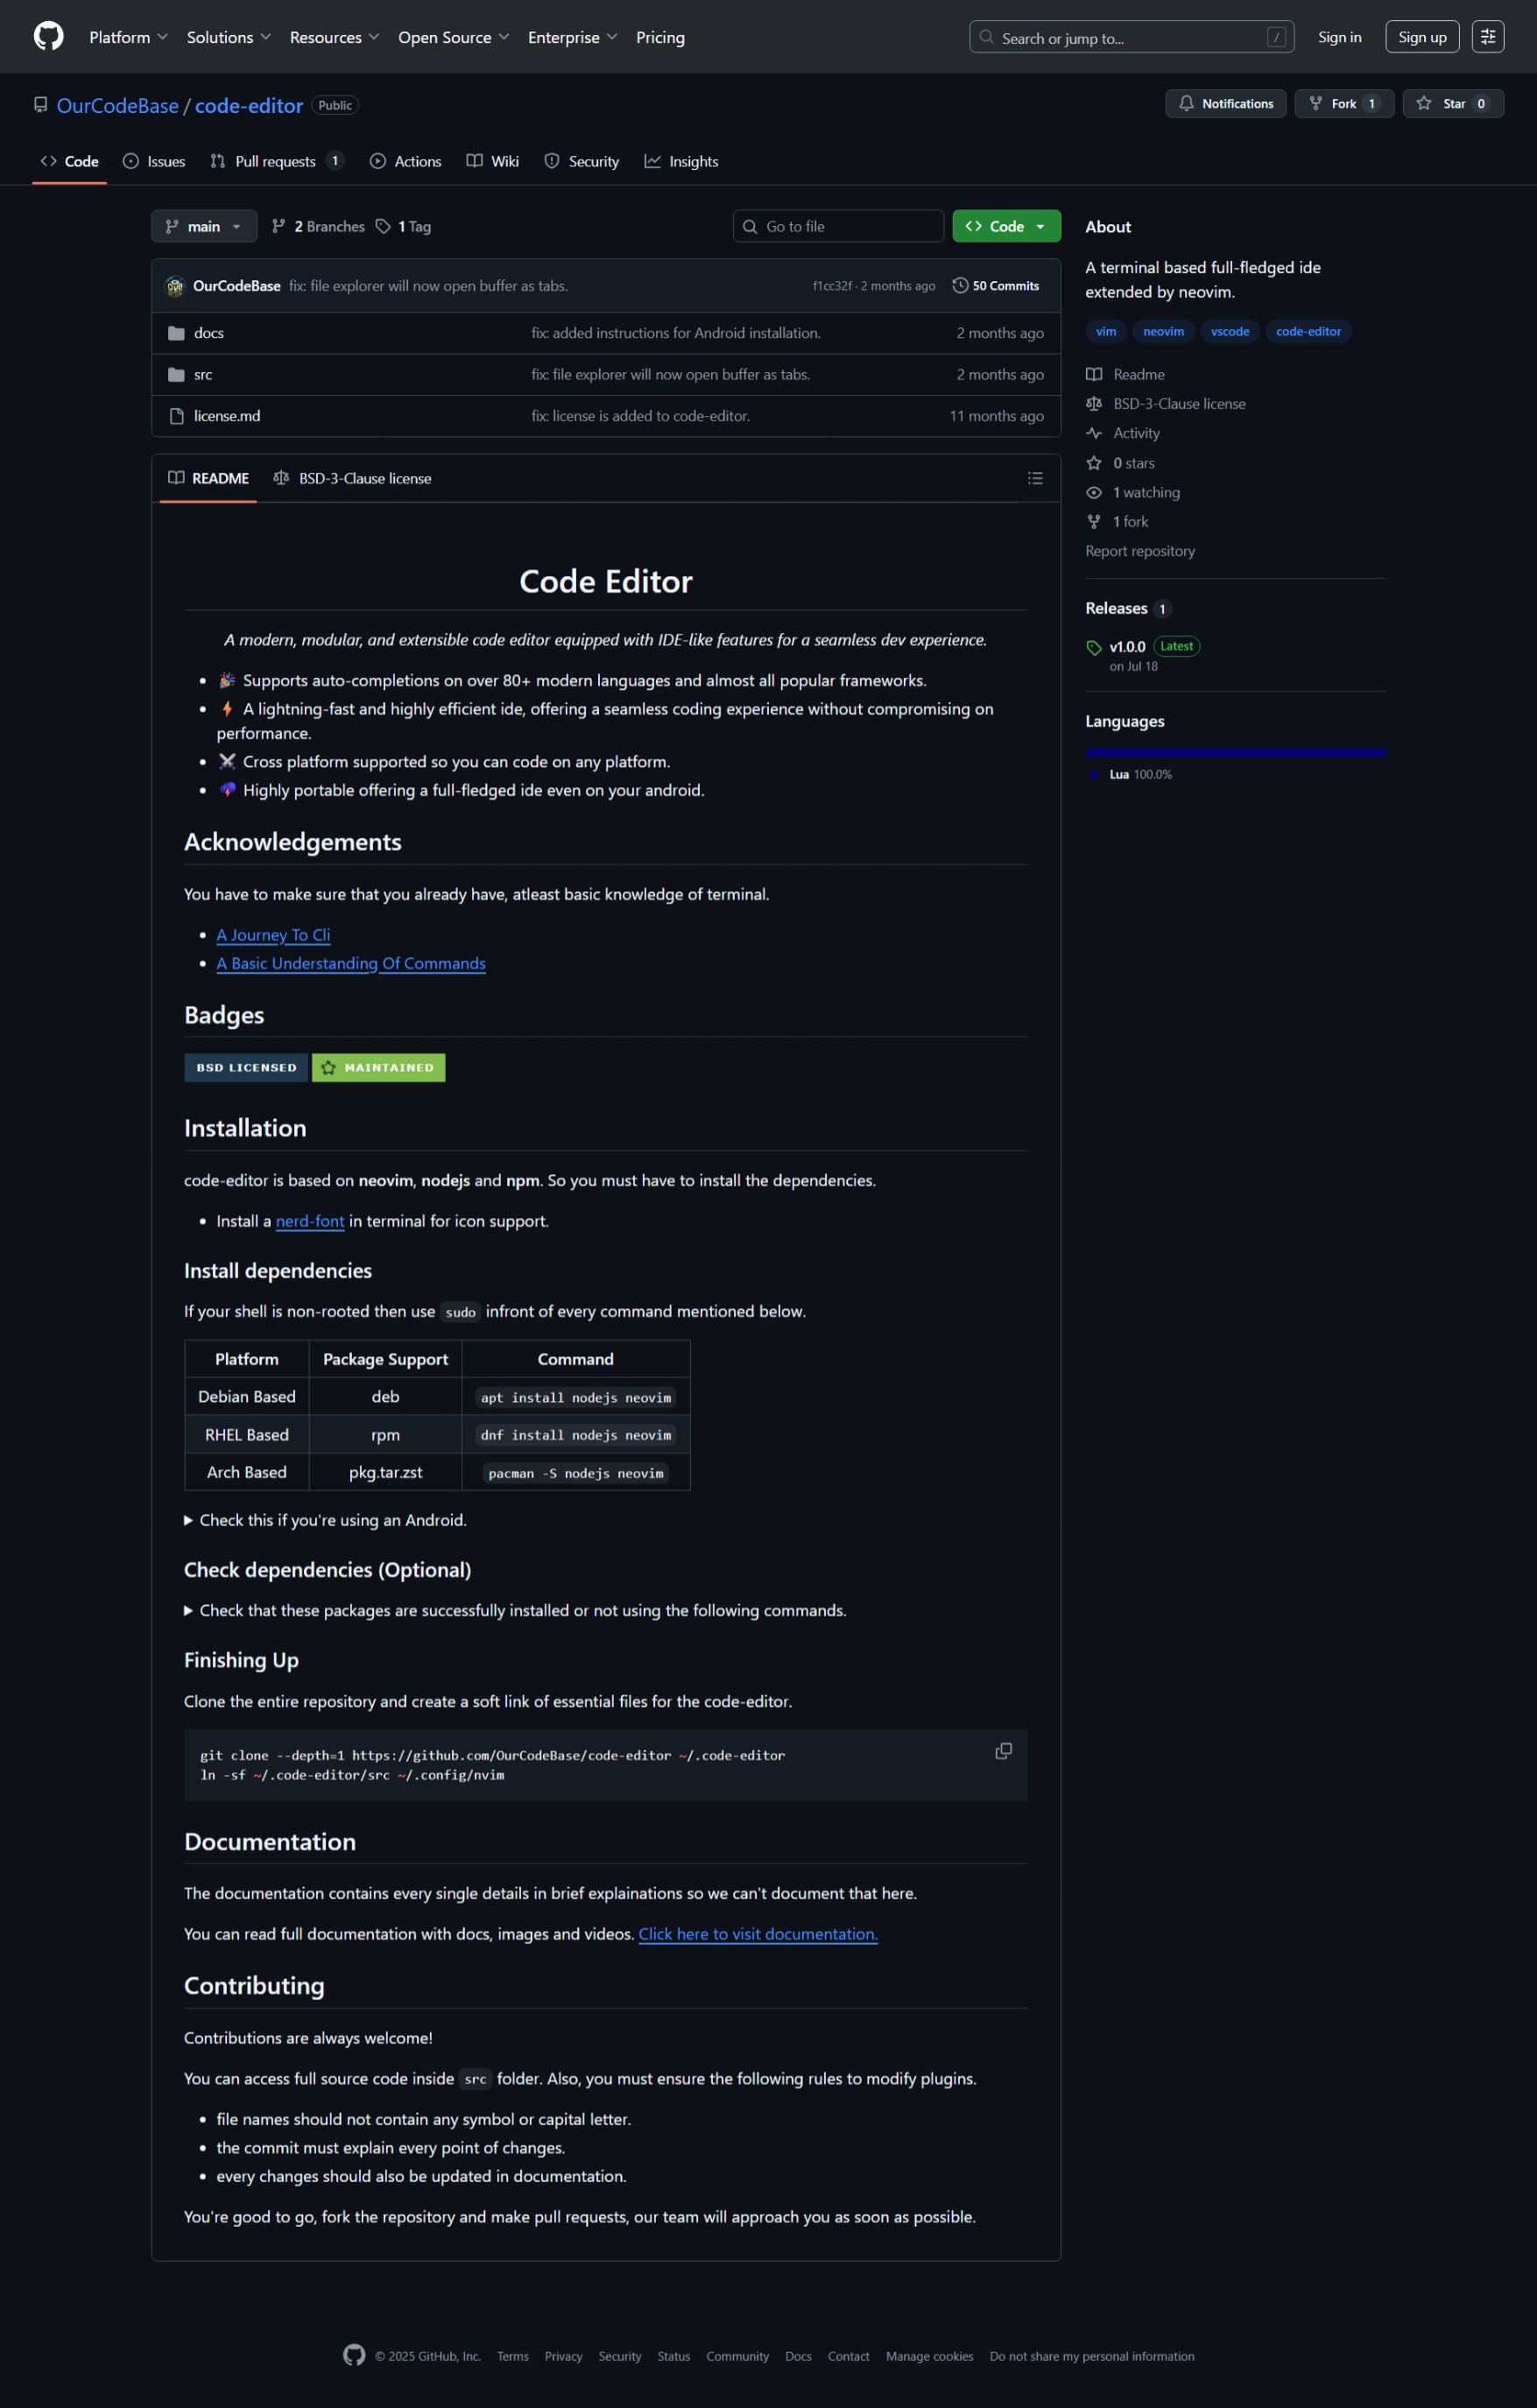 Platform Solutions Resources Open Source Enterprise Pricing Search or jump to... / Sign in Sign up
OurCodeBase / code-editor Public Notifications Fork 1 Star 0
Code Issues Pull requests 1 Actions Wiki Security Insights
main 2 Branches 1 Tag Go to file Code
OurCodeBase fix: file explorer will now open buffer as tabs. f1cc32f · 2 months ago 50 Commits
docs fix: added instructions for Android installation. 2 months ago
src fix: file explorer will now open buffer as tabs. 2 months ago
license.md fix: license is added to code-editor. 11 months ago
README BSD-3-Clause license
Code Editor
A modern, modular, and extensible code editor equipped with IDE-like features for a seamless dev experience.
• 🎉 Supports auto-completions on over 80+ modern languages and almost all popular frameworks.
• ⚡ A lightning-fast and highly efficient ide, offering a seamless coding experience without compromising on
performance.
• ⚔️ Cross platform supported so you can code on any platform.
• 🌩️ Highly portable offering a full-fledged ide even on your android.
Acknowledgements
You have to make sure that you already have, atleast basic knowledge of terminal.
• A Journey To Cli
• A Basic Understanding Of Commands
Badges
BSD LICENSED MAINTAINED
Installation
code-editor is based on neovim, nodejs and npm. So you must have to install the dependencies.
• Install a nerd-font in terminal for icon support.
Install dependencies
If your shell is non-rooted then use sudo infront of every command mentioned below.
Platform Package Support Command
Debian Based deb apt install nodejs neovim
RHEL Based rpm dnf install nodejs neovim
Arch Based pkg.tar.zst pacman -S nodejs neovim
Check this if you're using an Android.
Check dependencies (Optional)
Check that these packages are successfully installed or not using the following commands.
Finishing Up
Clone the entire repository and create a soft link of essential files for the code-editor.
git clone --depth=1 https://github.com/OurCodeBase/code-editor ~/.code-editor
ln -sf ~/.code-editor/src ~/.config/nvim
Documentation
The documentation contains every single details in brief explainations so we can't document that here.
You can read full documentation with docs, images and videos. Click here to visit documentation.
Contributing
Contributions are always welcome!
You can access full source code inside src folder. Also, you must ensure the following rules to modify plugins.
• file names should not contain any symbol or capital letter.
• the commit must explain every point of changes.
• every changes should also be updated in documentation.
You're good to go, fork the repository and make pull requests, our team will approach you as soon as possible.
About
A terminal based full-fledged ide
extended by neovim.
vim neovim vscode code-editor
Readme
BSD-3-Clause license
Activity
0 stars
1 watching
1 fork
Report repository
Releases 1
v1.0.0 Latest
on Jul 18
Languages
Lua 100.0%
© 2025 GitHub, Inc. Terms Privacy Security Status Community Docs Contact Manage cookies Do not share my personal information